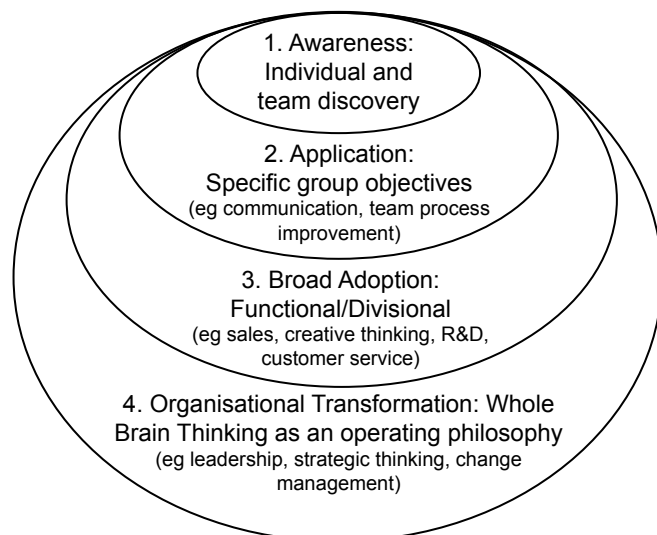 1. Awareness:
Individual and
team discovery
2. Application:
Specific group objectives
(eg communication, team process
improvement)
3. Broad Adoption:
Functional/Divisional
(eg sales, creative thinking, R&D,
customer service)
4. Organisational Transformation: Whole
Brain Thinking as an operating philosophy
(eg leadership, strategic thinking, change
management)